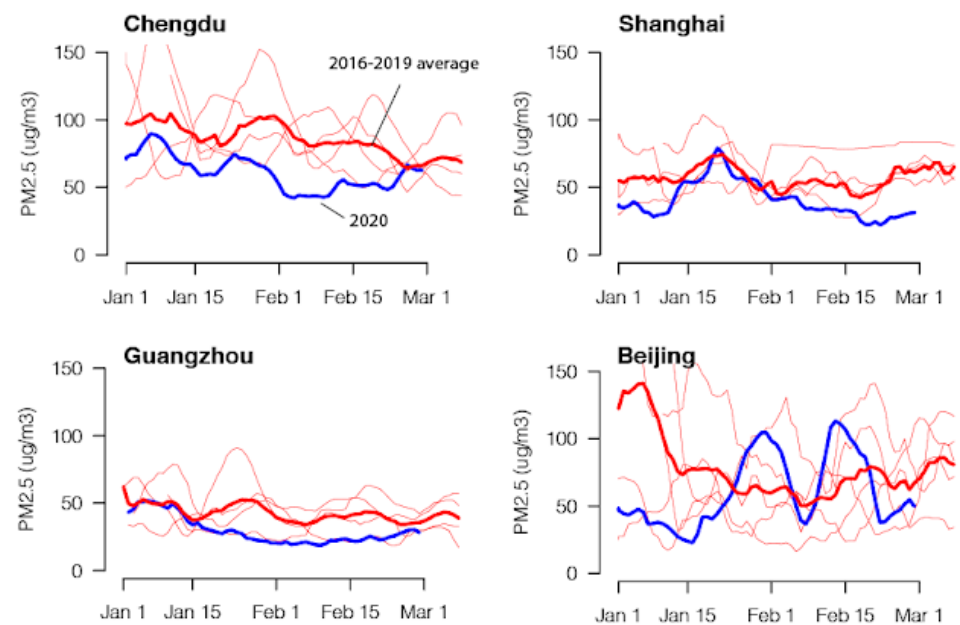 Chengdu
150
100
50
0
PM2.5 (ug/m3)
2016-2019 average
2020
Jan 1 Jan 15 Feb 1 Feb 15 Mar 1
Shanghai
150
100
50
0
PM2.5 (ug/m3)
Jan 1 Jan 15 Feb 1 Feb 15 Mar 1
Guangzhou
150
100
50
0
PM2.5 (ug/m3)
Jan 1 Jan 15 Feb 1 Feb 15 Mar 1
Beijing
150
100
50
0
PM2.5 (ug/m3)
Jan 1 Jan 15 Feb 1 Feb 15 Mar 1